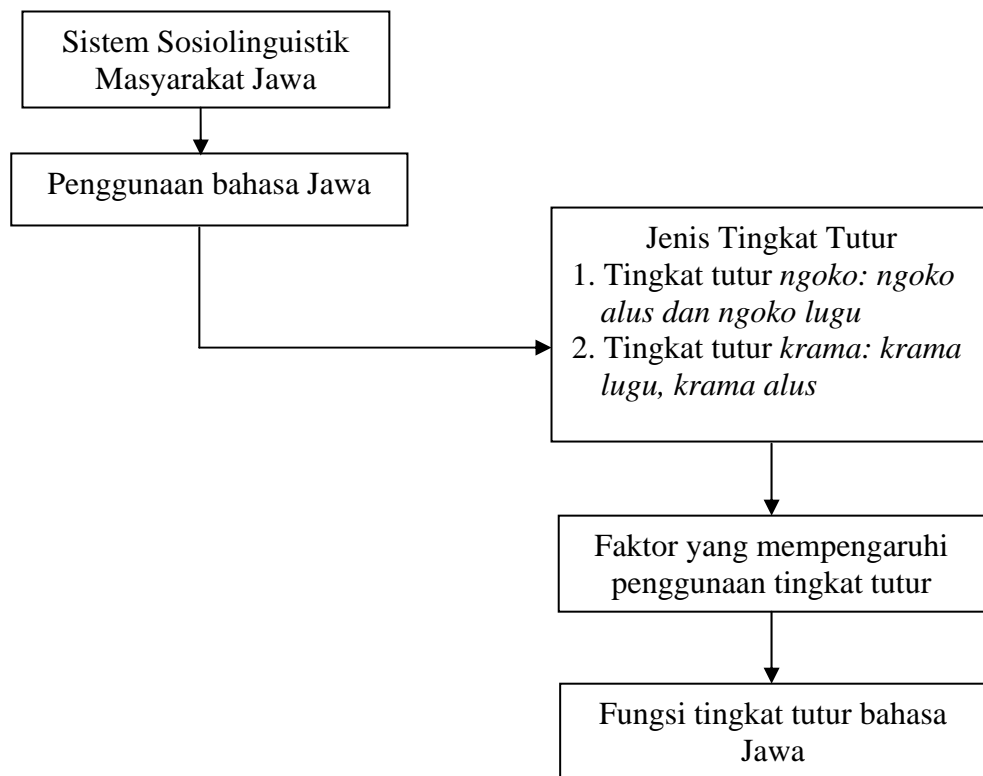 Sistem Sosiolinguistik
Masyarakat Jawa
Penggunaan bahasa Jawa
Jenis Tingkat Tutur
1. Tingkat tutur ngoko: ngoko
alus dan ngoko lugu
2. Tingkat tutur krama: krama
lugu, krama alus
Faktor yang mempengaruhi
penggunaan tingkat tutur
Fungsi tingkat tutur bahasa
Jawa